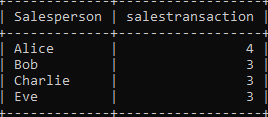 | Salesperson | salestransaction |
| Alice | 4 |
| Bob | 3 |
| Charlie | 3 |
| Eve | 3 |